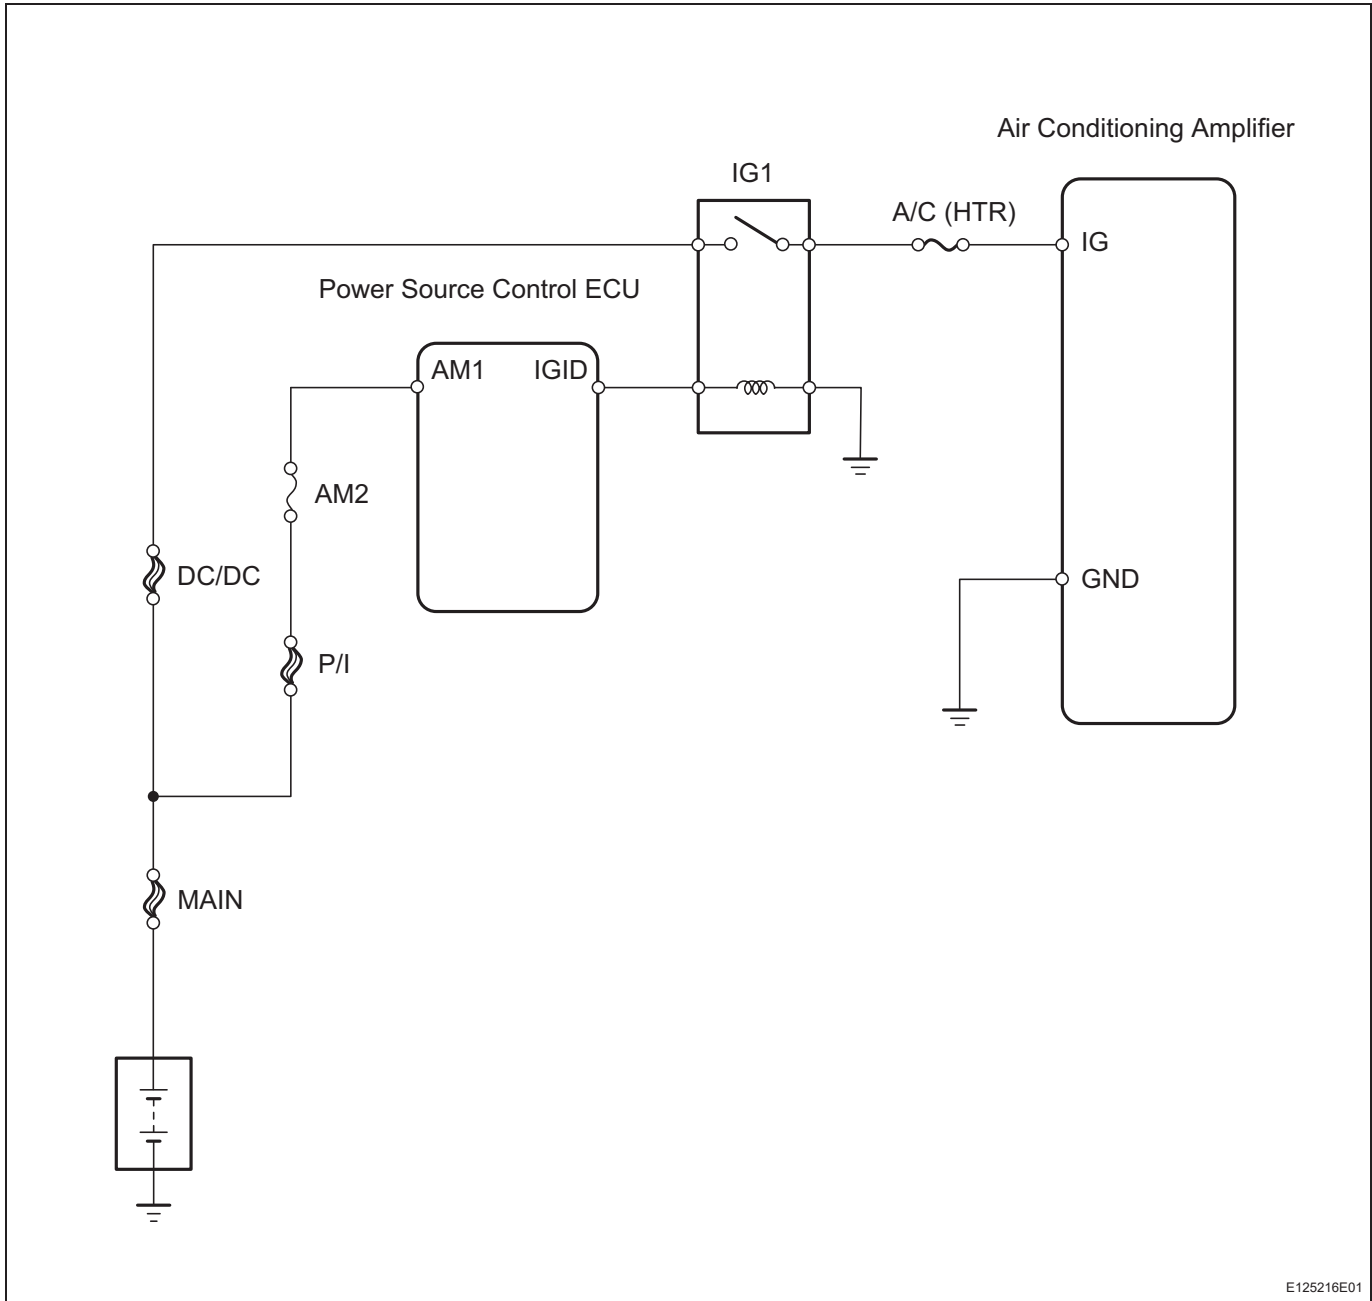 Air Conditioning Amplifier
IG1
A/C (HTR)
IG
Power Source Control ECU
AM1 IGID
AM2
DC/DC
GND
P/I
MAIN
E125216E01